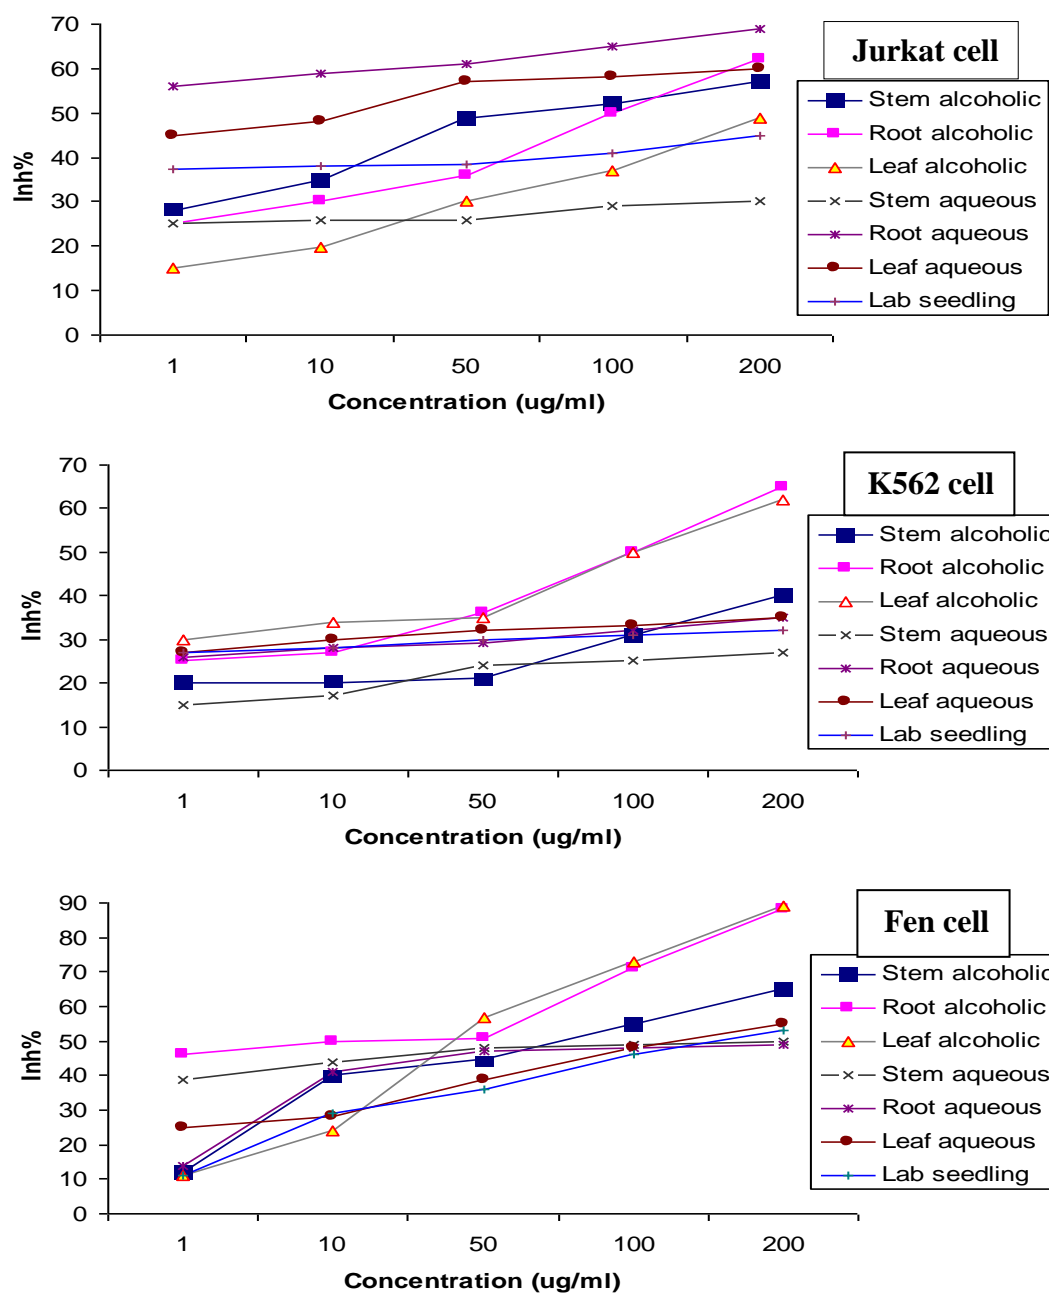 70
60
50
40
30
20
10
0
Inh%
1 10 50 100 200
Concentration (ug/ml)
Jurkat cell
Stem alcoholic
Root alcoholic
Leaf alcoholic
Stem aqueous
Root aqueous
Leaf aqueous
Lab seedling
70
60
50
40
30
20
10
0
Inh%
1 10 50 100 200
Concentration (ug/ml)
K562 cell
Stem alcoholic
Root alcoholic
Leaf alcoholic
Stem aqueous
Root aqueous
Leaf aqueous
Lab seedling
90
80
70
60
50
40
30
20
10
0
Inh%
1 10 50 100 200
Concentration (ug/ml)
Fen cell
Stem alcoholic
Root alcoholic
Leaf alcoholic
Stem aqueous
Root aqueous
Leaf aqueous
Lab seedling